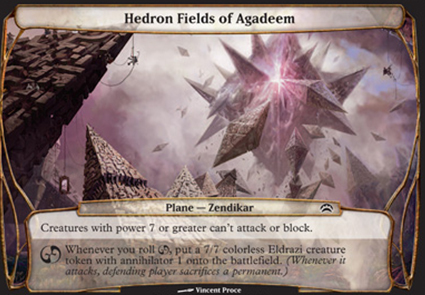 Hedron Fields of Agadeem
Plane — Zendikar
Creatures with power 7 or greater can't attack or block.
Whenever you roll , put a 7/7 colorless Eldrazi creature
token with annihilator 1 onto the battlefield. (Whenever it
attacks, defending player sacrifices a permanent.)
Vincent Proce